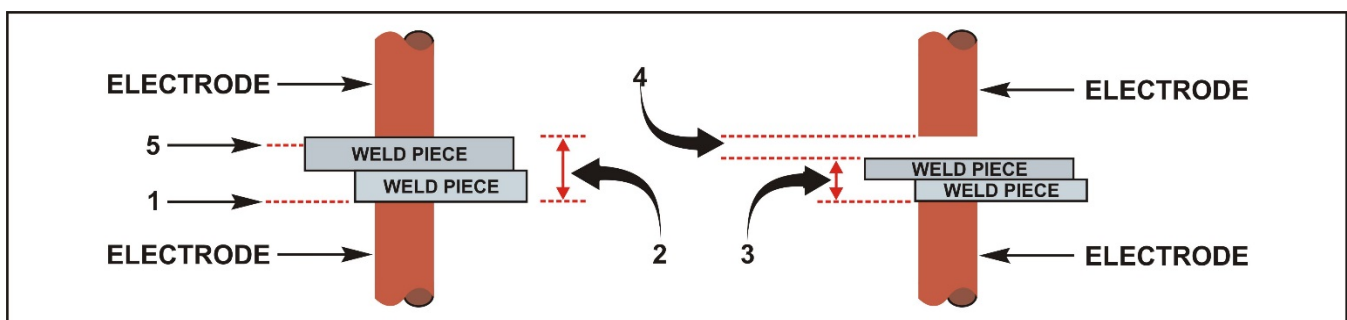 ELECTRODE
5
WELD PIECE
WELD PIECE
1
ELECTRODE
2
4
ELECTRODE
WELD PIECE
WELD PIECE
3
ELECTRODE